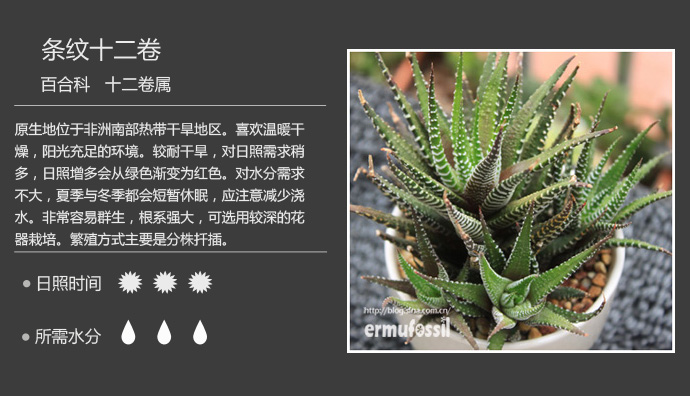 条纹十二卷
百合科 十二卷属
原生地位于非洲南部热带干旱地区。喜欢温暖干
燥，阳光充足的环境。较耐干旱，对日照需求稍
多，日照增多会从绿色渐变为红色。对水分需求
不大，夏季与冬季都会短暂休眠，应注意减少浇
水。非常容易群生，根系强大，可选用较深的花
器栽培。繁殖方式主要是分株扦插。
● 日照时间
● 所需水分
http://blog.sina.com.cn/
ermufossil